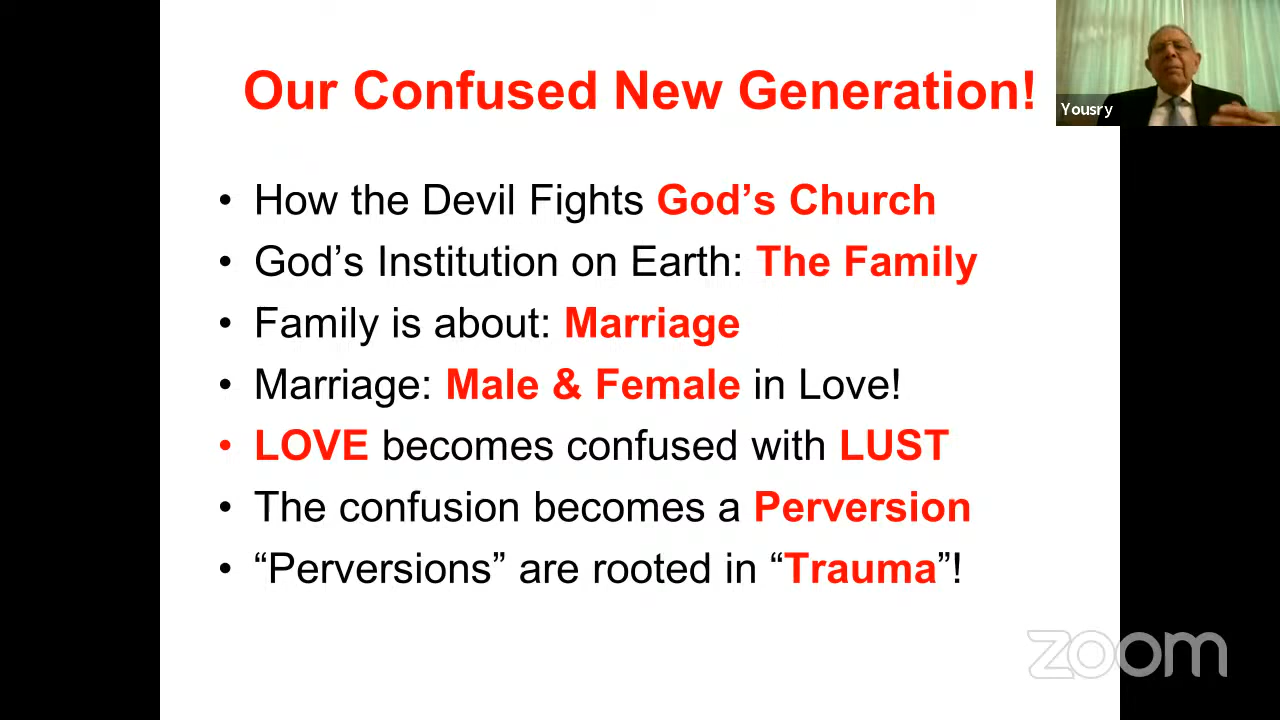 Our Confused New Generation!
Yousry
• How the Devil Fights God’s Church
• God’s Institution on Earth: The Family
• Family is about: Marriage
• Marriage: Male & Female in Love!
• LOVE becomes confused with LUST
• The confusion becomes a Perversion
• “Perversions” are rooted in “Trauma”!
zoom